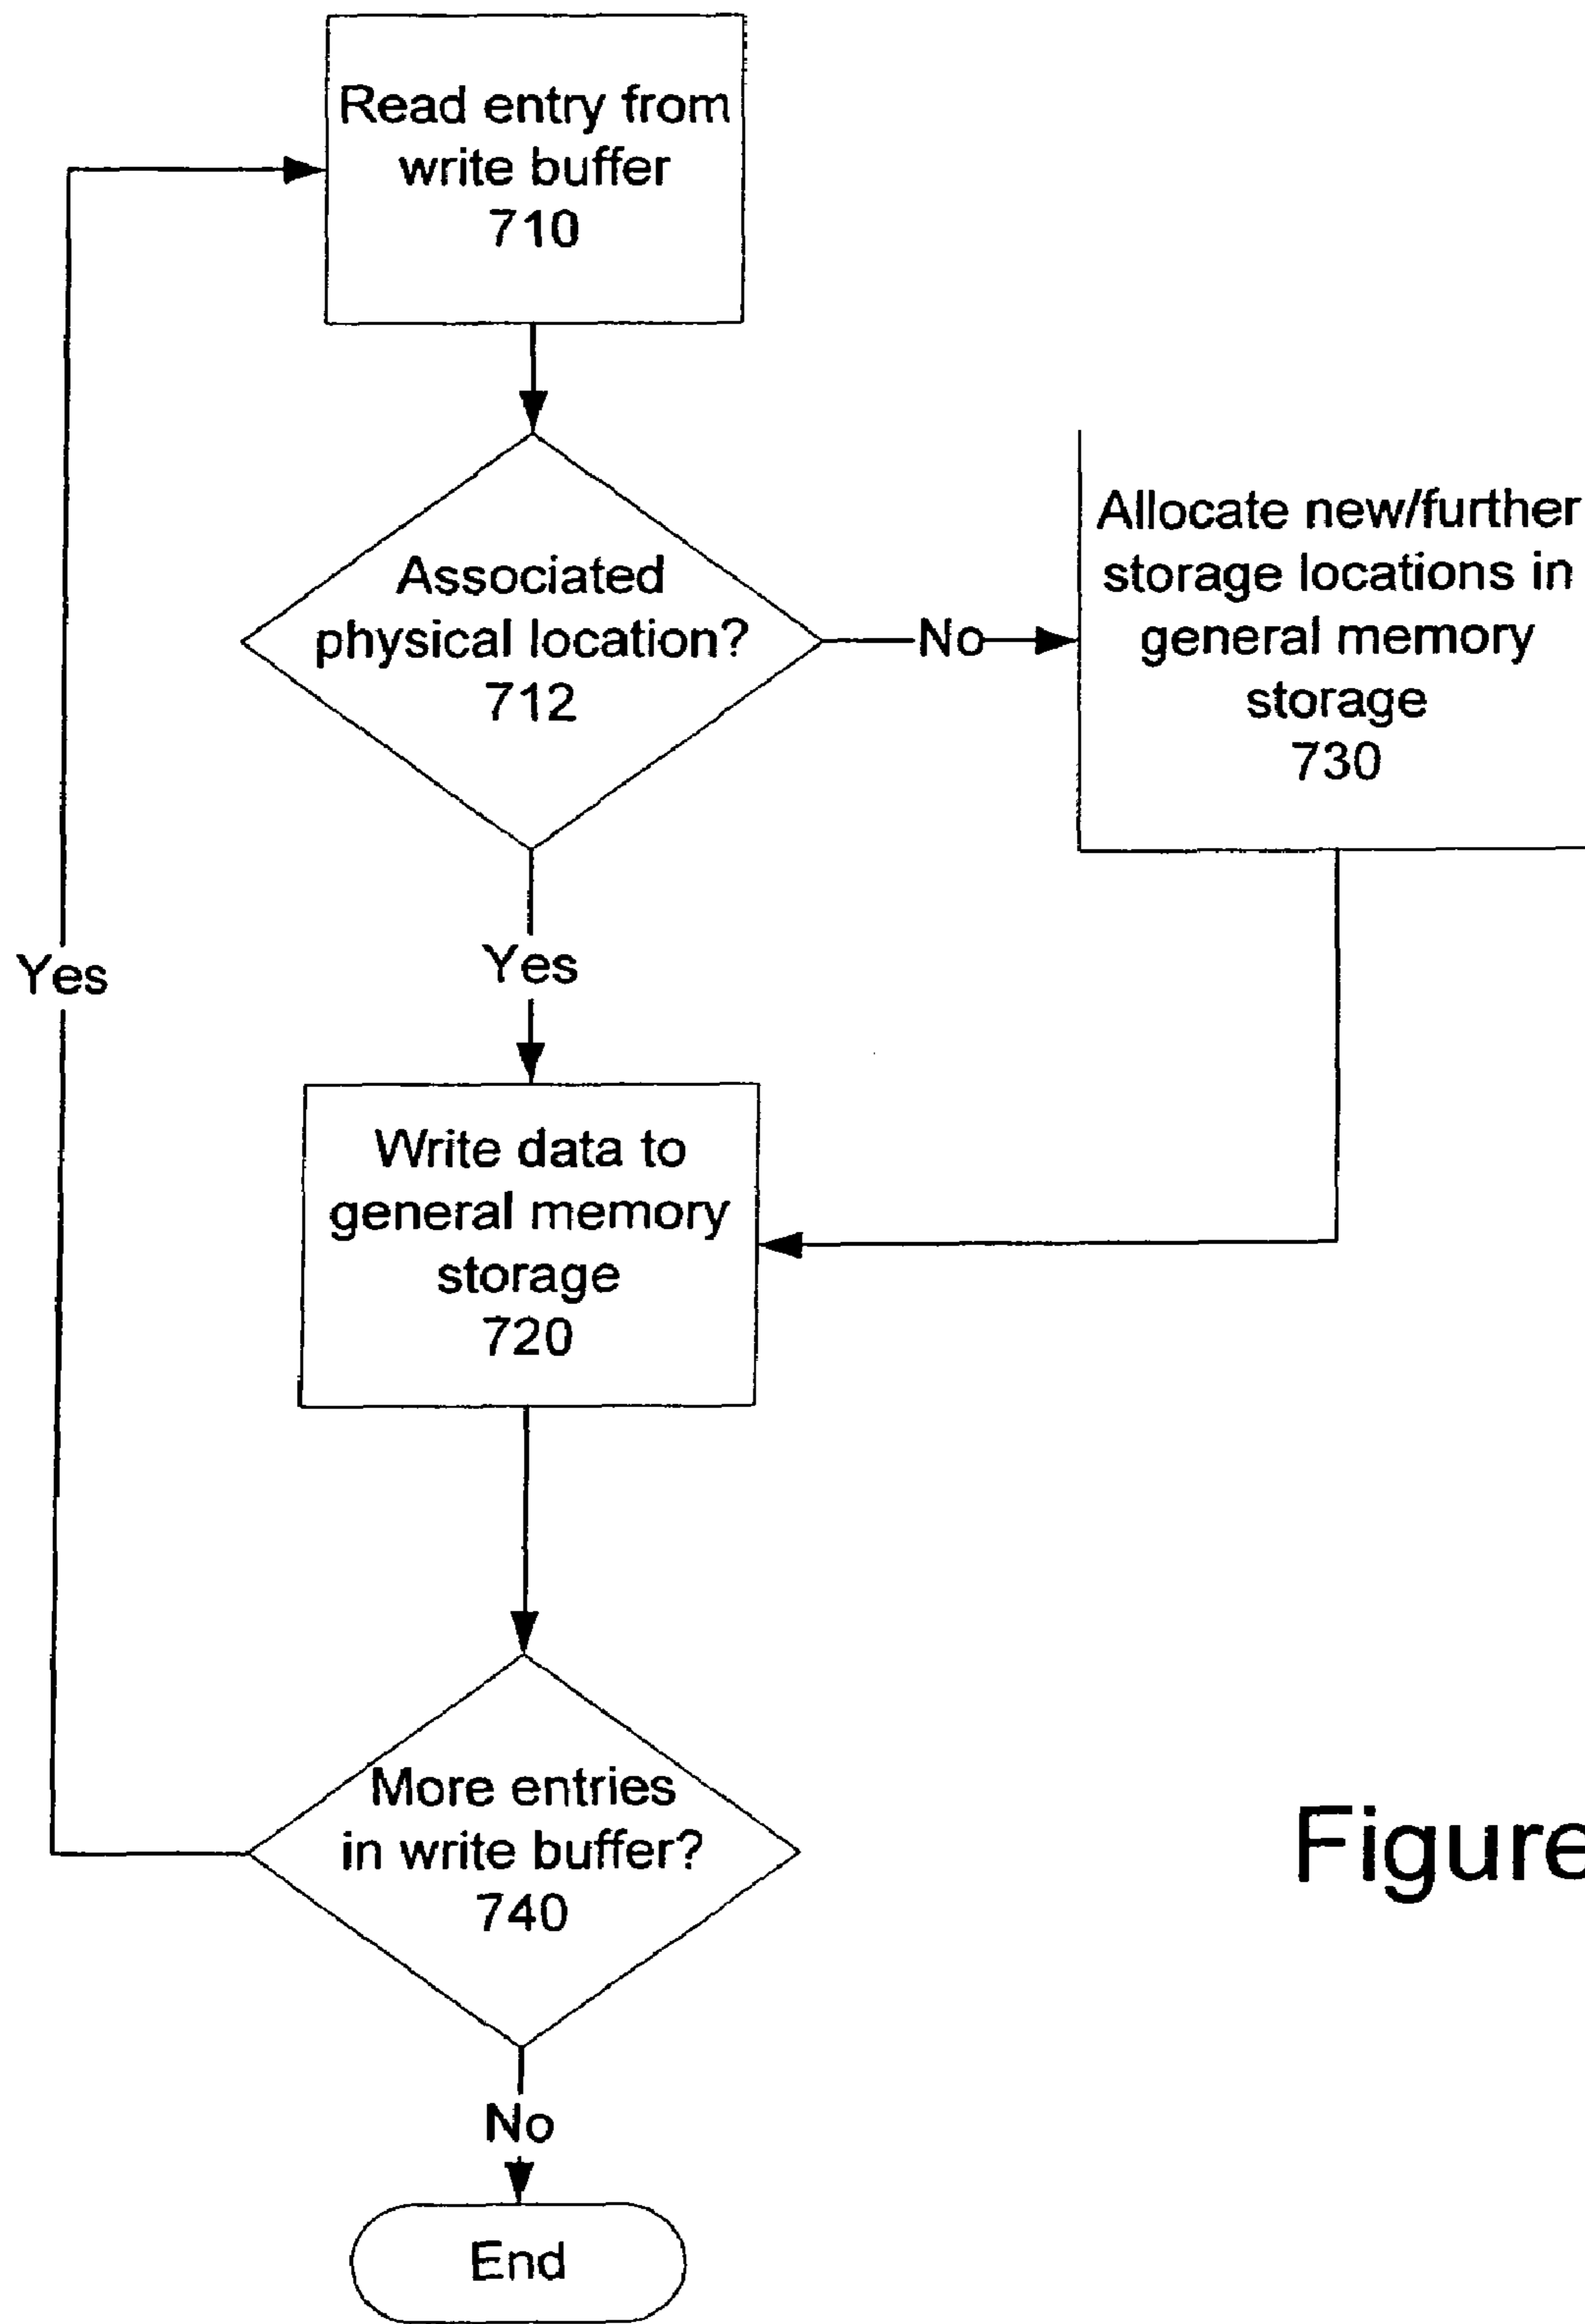 Read entry from
write buffer
710
Associated
physical location?
712
No
Allocate new/further
storage locations in
general memory
storage
730
Yes
Yes
Write data to
general memory
storage
720
More entries
in write buffer?
740
No
End
Figure